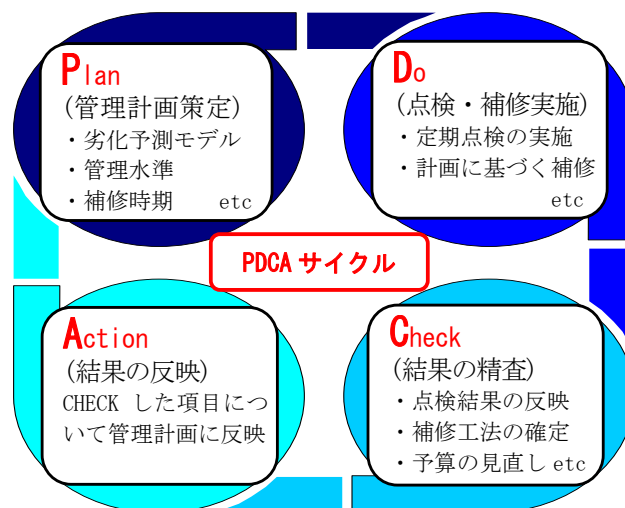 Plan
(管理計画策定)
・劣化予測モデル
・管理水準
・補修時期 etc
Do
(点検・補修実施)
・定期点検の実施
・計画に基づく補修
etc
PDCA サイクル
Action
(結果の反映)
CHECK した項目につ
いて管理計画に反映
Check
(結果の精査)
・点検結果の反映
・補修工法の確定
・予算の見直し etc